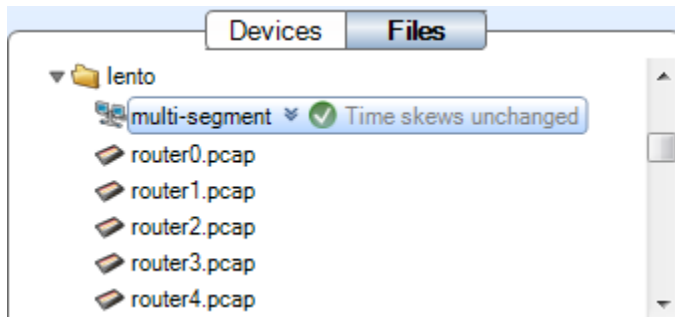 Devices Files
lento
multi-segment Time skews unchanged
router0.pcap
router1.pcap
router2.pcap
router3.pcap
router4.pcap